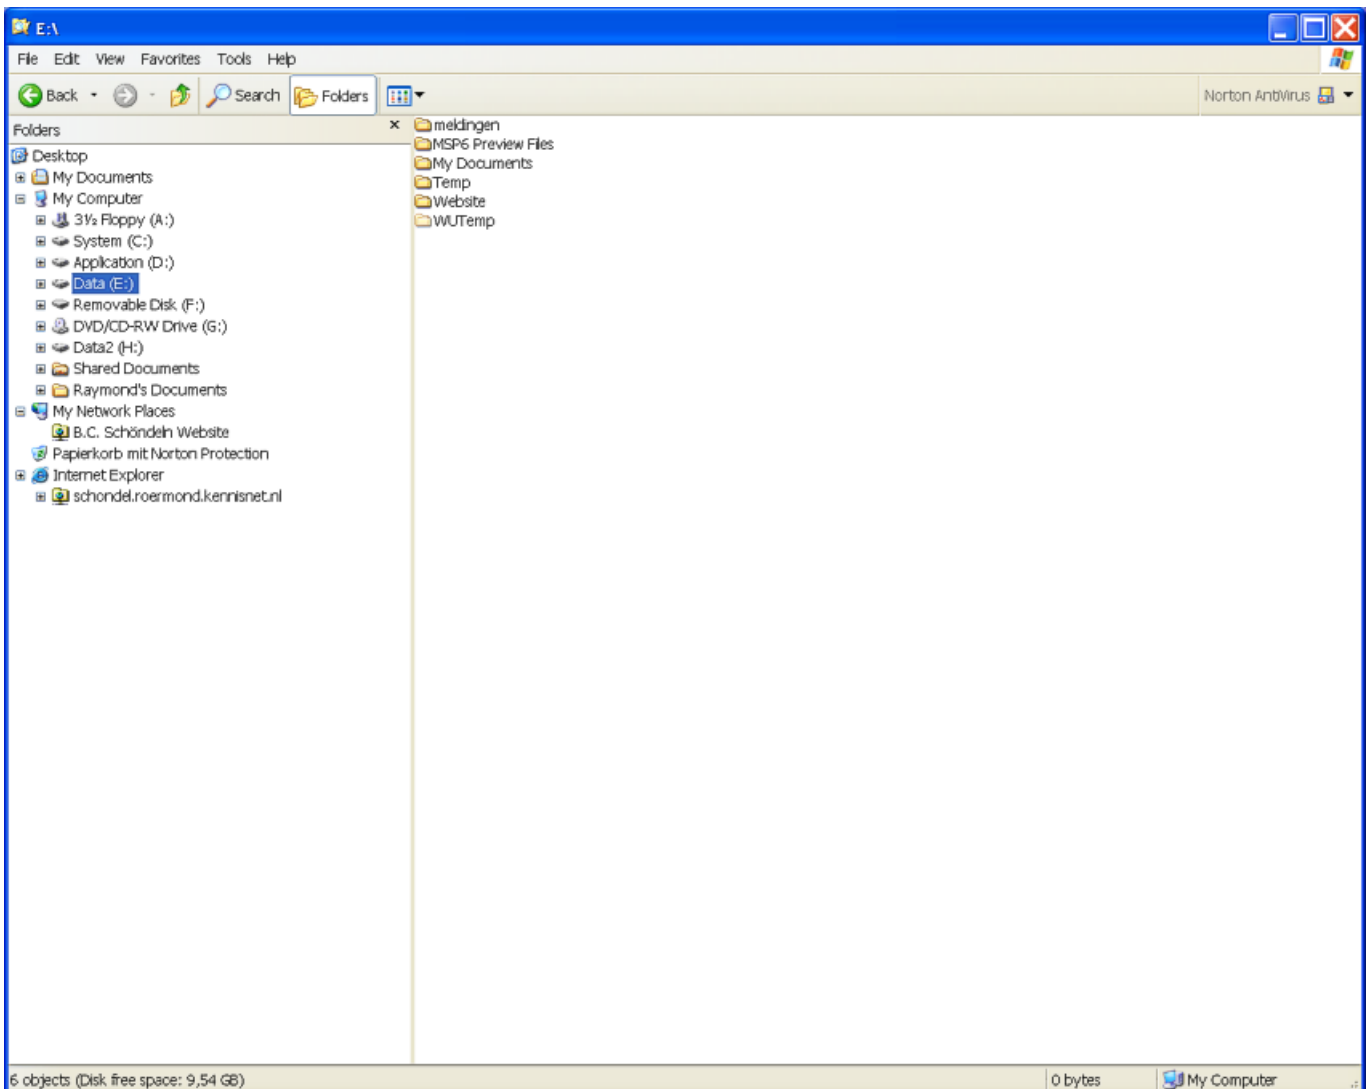 E:\
File Edit View Favorites Tools Help
Back Search Folders Norton AntiVirus
Folders
Desktop
My Documents
My Computer
3½ Floppy (A:)
System (C:)
Application (D:)
Data (E:)
Removable Disk (F:)
DVD/CD-RW Drive (G:)
Data2 (H:)
Shared Documents
Raymond's Documents
My Network Places
B.C. Schöndeln Website
Papierkorb mit Norton Protection
Internet Explorer
schondel.roermond.kennisnet.nl
meldingen
MSP6 Preview Files
My Documents
Temp
Website
WUTemp
6 objects (Disk free space: 9,54 GB) 0 bytes My Computer